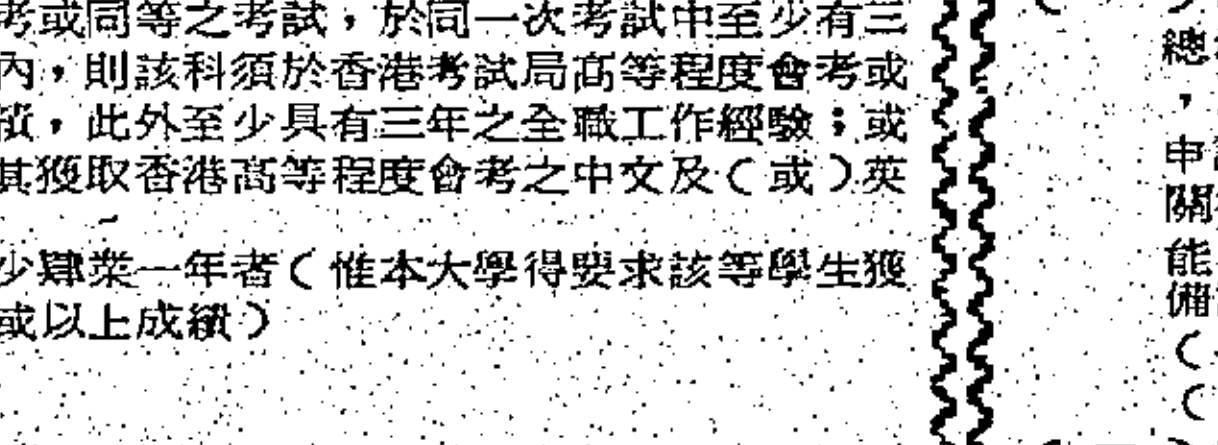 考或同等之考試，於同一次考試中至少有三
內，則該科須於香港考試局高等程度會考或
績，此外至少具有三年之全職工作經驗；或
其獲取香港高等程度會考之中文及（或）英
少肄業一年者（惟本大學得要求該等學生獲
或以上成績）
總
，
申
關
能
備
（
（